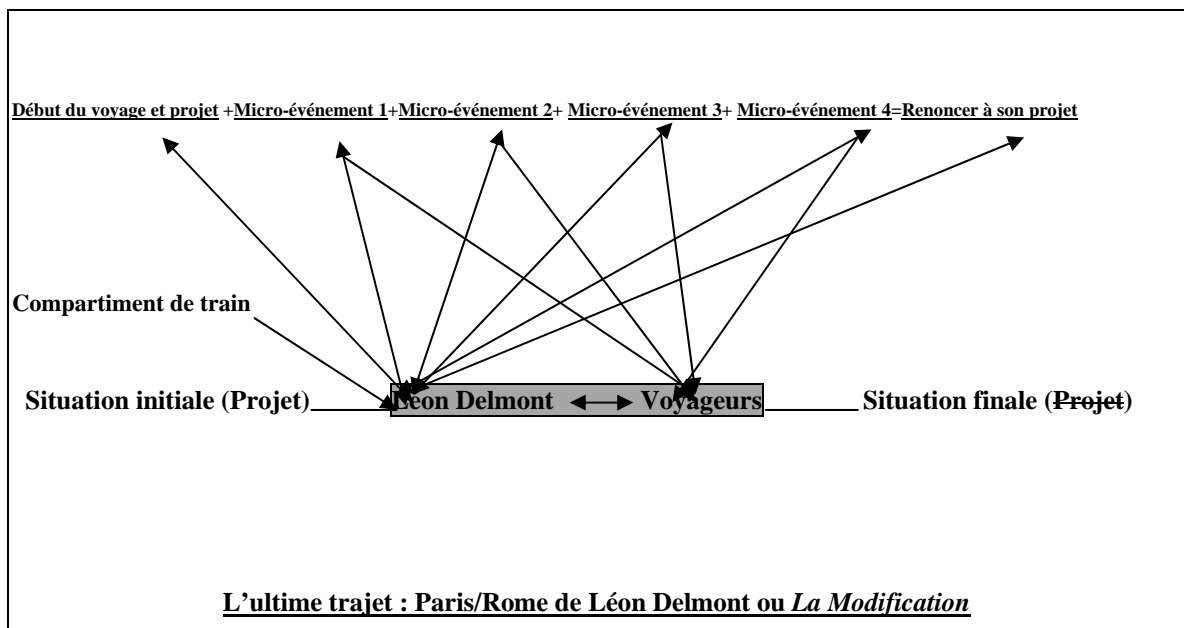 Début du voyage et projet +Micro-événement 1+Micro-événement 2+ Micro-événement 3+ Micro-événement 4=Renoncer à son projet
Compartiment de train
Situation initiale (Projet) Léon Delmont Voyageurs Situation finale (Projet)
L’ultime trajet : Paris/Rome de Léon Delmont ou La Modification